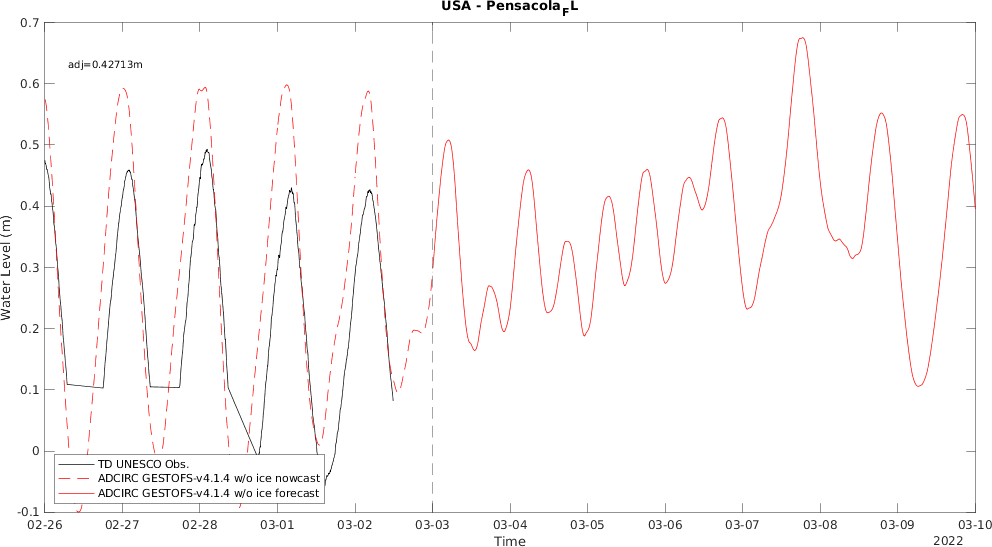 USA - Pensacola_FL
0.7
adj=0.42713m
0.6
0.5
0.4
0.3
0.2
0.1
0
-0.1
Water Level (m)
TD UNESCO Obs.
ADCIRC GESTOFS-v4.1.4 w/o ice nowcast
ADCIRC GESTOFS-v4.1.4 w/o ice forecast
02-26 02-27 02-28 03-01 03-02 03-03 03-04 03-05 03-06 03-07 03-08 03-09 03-10
Time
2022